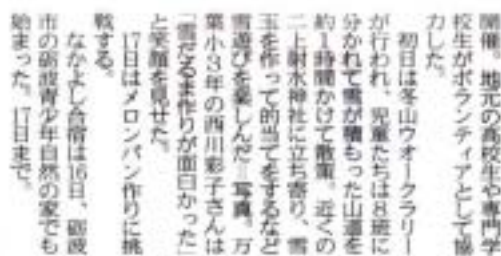 開催。地元の高校生や専門学
校生がボランティアとして協
力した。
　初日は冬山ウオークラリー
が行われ、児童たちは8班に
分かれて雪が積もった山道を
約1時間かけて散策。近くの
二上射水神社に立ち寄り、雪
玉を作って的当てをするなど
雪遊びを楽しんだ＝写真。万
葉小3年の西川彩子さんは
「雪だるま作りが面白かった」
と笑顔を見せた。
　17日はメロンパン作りに挑
戦する。
　なかよし合宿は16日、砺波
市の砺波青少年自然の家でも
始まった。17日まで。